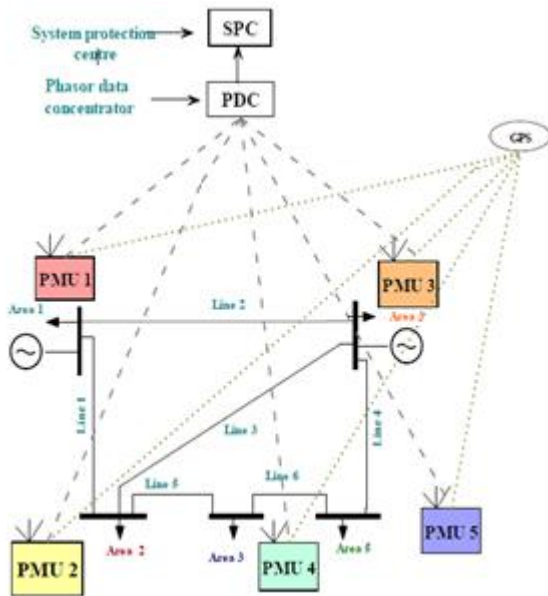 System protection
centre
SPC
Phasor data
concentrator
PDC
GPS
PMU 1
PMU 3
Area 1
Line 2
Area 2
Line 1
Line 3
Line 4
Line 5
Line 6
Area 2
Area 3
Area 5
PMU 2
PMU 4
PMU 5